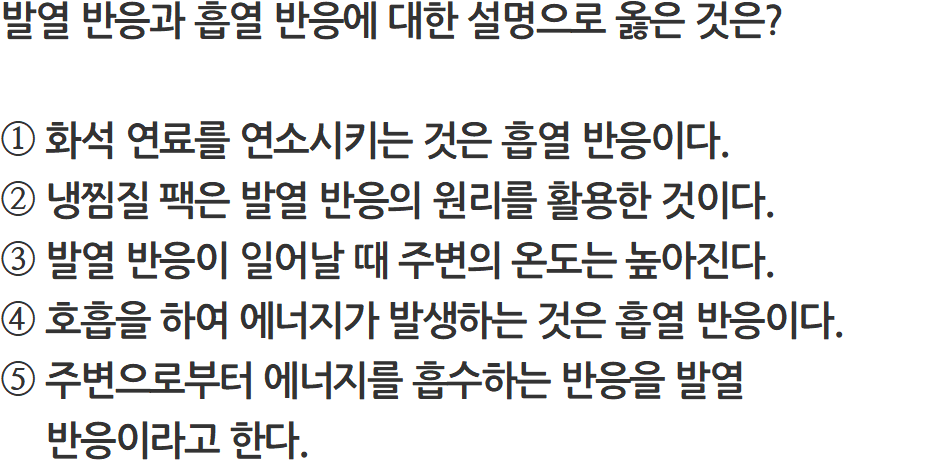 발열 반응과 흡열 반응에 대한 설명으로 옳은 것은?
① 화석 연료를 연소시키는 것은 흡열 반응이다.
② 냉찜질 팩은 발열 반응의 원리를 활용한 것이다.
③ 발열 반응이 일어날 때 주변의 온도는 높아진다.
④ 호흡을 하여 에너지가 발생하는 것은 흡열 반응이다.
⑤ 주변으로부터 에너지를 흡수하는 반응을 발열
반응이라고 한다.